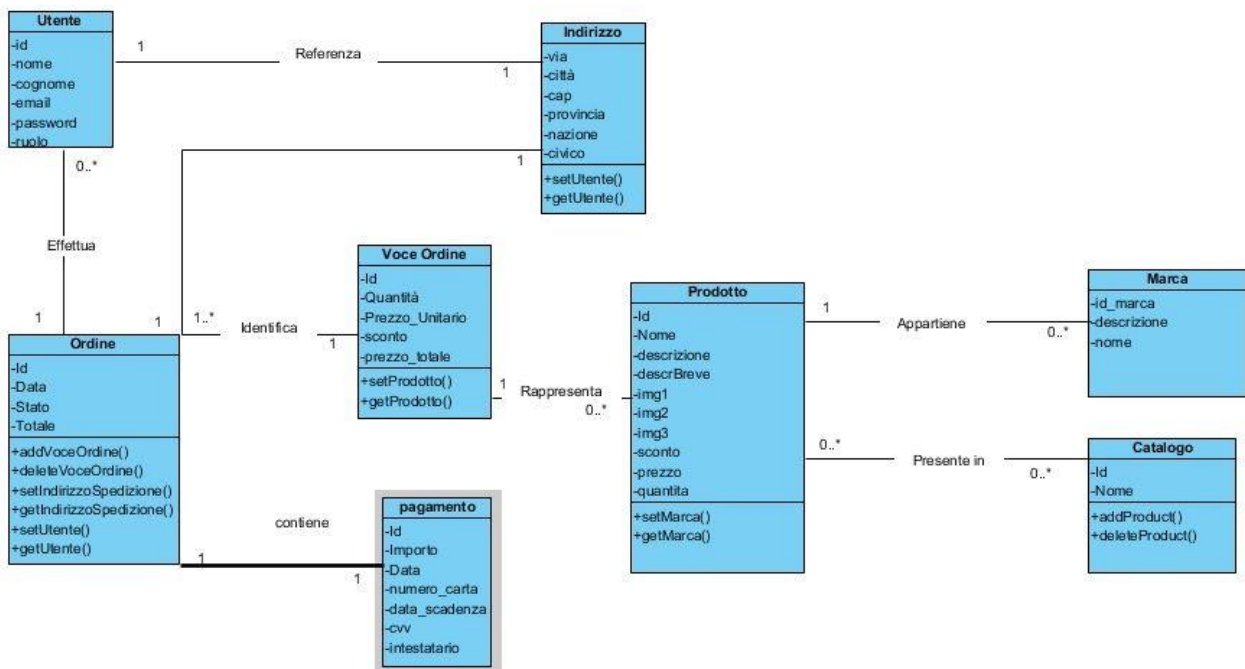 Utente
-id
-nome
-cognome
-email
-password
-ruolo
1
Referenza
1
Indirizzo
-via
-città
-cap
-provincia
-nazione
-civico
+setUtente()
+getUtente()
0..*
1
Effettua
1
1
1..*
Identifica
1
Voce Ordine
-Id
-Quantità
-Prezzo_Unitario
-sconto
-prezzo_totale
+setProdotto()
+getProdotto()
1
Rappresenta
0..*
Prodotto
-Id
-Nome
-descrizione
-descrBreve
-img1
-img2
-img3
-sconto
-prezzo
-quantita
+setMarca()
+getMarca()
1
Appartiene
0..*
Marca
-id_marca
-descrizione
-nome
0..*
Presente in
0..*
Catalogo
-Id
-Nome
+addProduct()
+deleteProduct()
Ordine
-Id
-Data
-Stato
-Totale
+addVoceOrdine()
+deleteVoceOrdine()
+setIndirizzoSpedizione()
+getIndirizzoSpedizione()
+setUtente()
+getUtente()
1
contiene
1
pagamento
-Id
-Importo
-Data
-numero_carta
-data_scadenza
-cvv
-intestatario